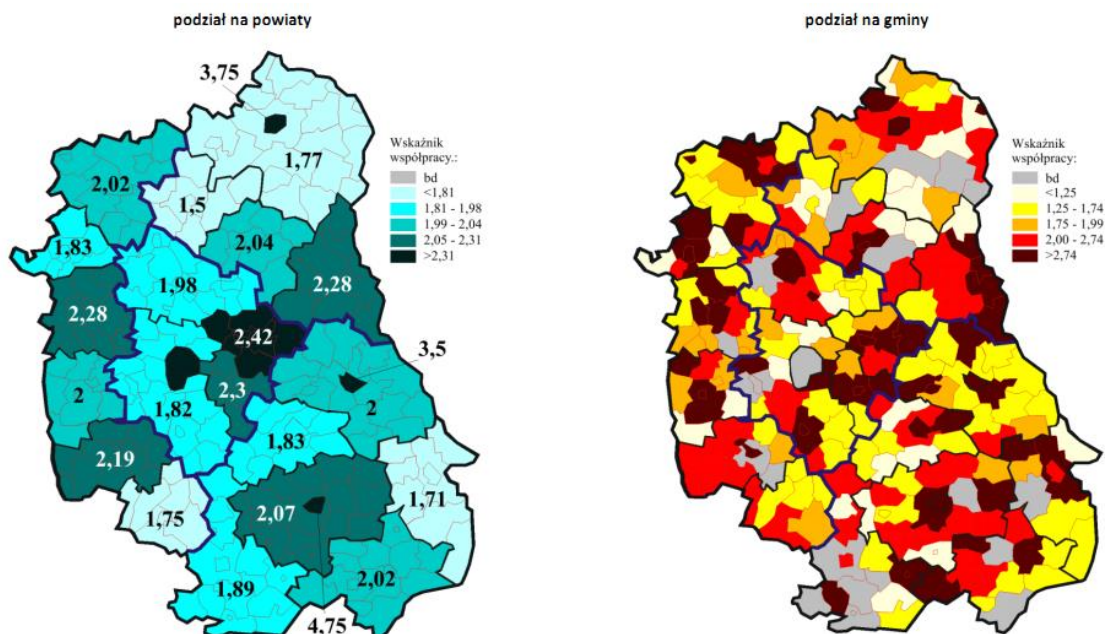 podział na powiaty
podział na gminy
3,75
Wskaźnik
współpracy.:
bd
<1,81
1,81 - 1,98
1,99 - 2,04
2,05 - 2,31
>2,31
Wskaźnik
współpracy:
bd
<1,25
1,25 - 1,74
1,75 - 1,99
2,00 - 2,74
>2,74
1,77
2,02
1,5
1,83
2,04
1,98
2,28
2,28
2,42
3,5
2,3
2
2
1,82
1,83
2,19
1,71
1,75
2,07
2,02
1,89
4,75